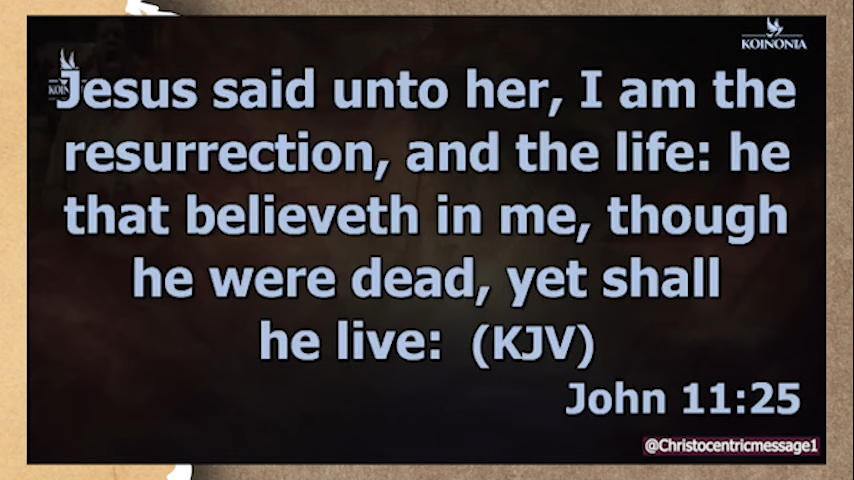 KOINONIA
KOIN
Jesus said unto her, I am the
resurrection, and the life: he
that believeth in me, though
he were dead, yet shall
he live: (KJV)
John 11:25
@Christocentricmessage1